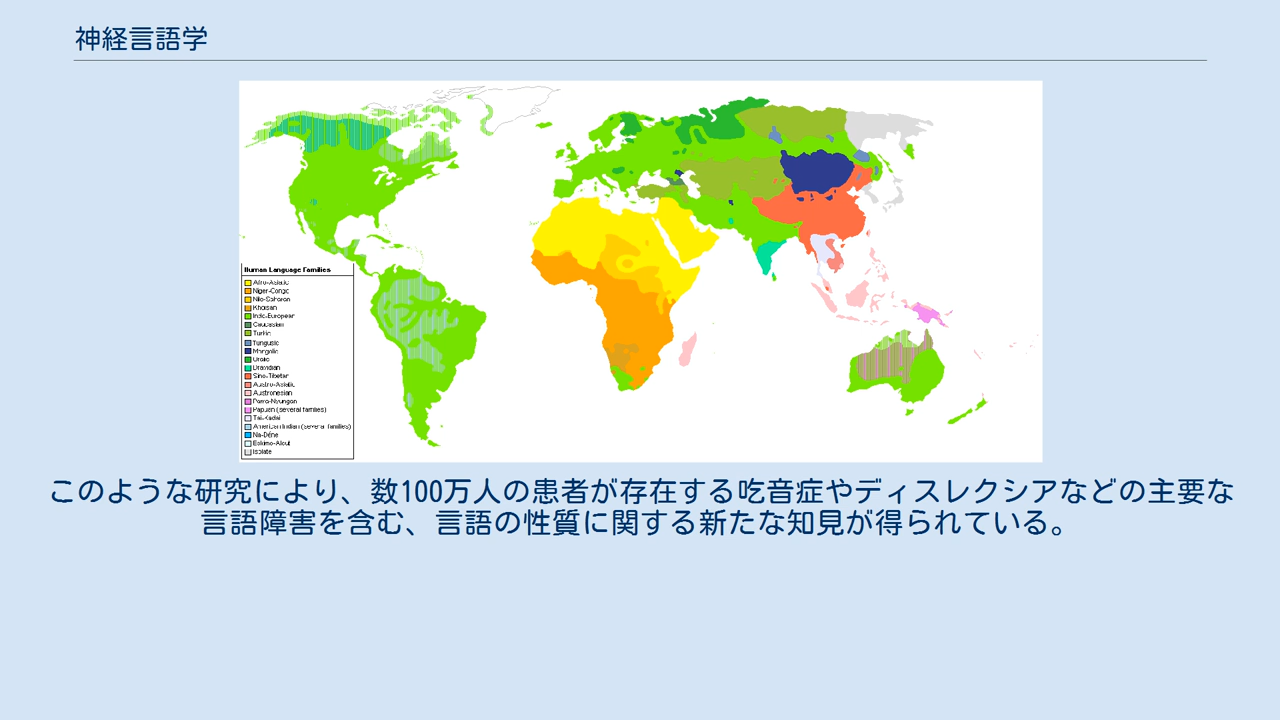 神経言語学
Human Language Families
Afro-Asiatic
Niger-Congo
Nilo-Saharan
Khoisan
Indo-European
Caucasian
Turkic
Tungusic
Mongolic
Uralic
Dravidian
Sino-Tibetan
Austro-Asiatic
Austronesian
Pama-Nyungan
Papuan (several families)
Tai-Kadai
American Indian (several families)
Na-Dene
Eskimo-Aleut
Isolate
このような研究により、数100万人の患者が存在する吃音症やディスレクシアなどの主要な
言語障害を含む、言語の性質に関する新たな知見が得られている。